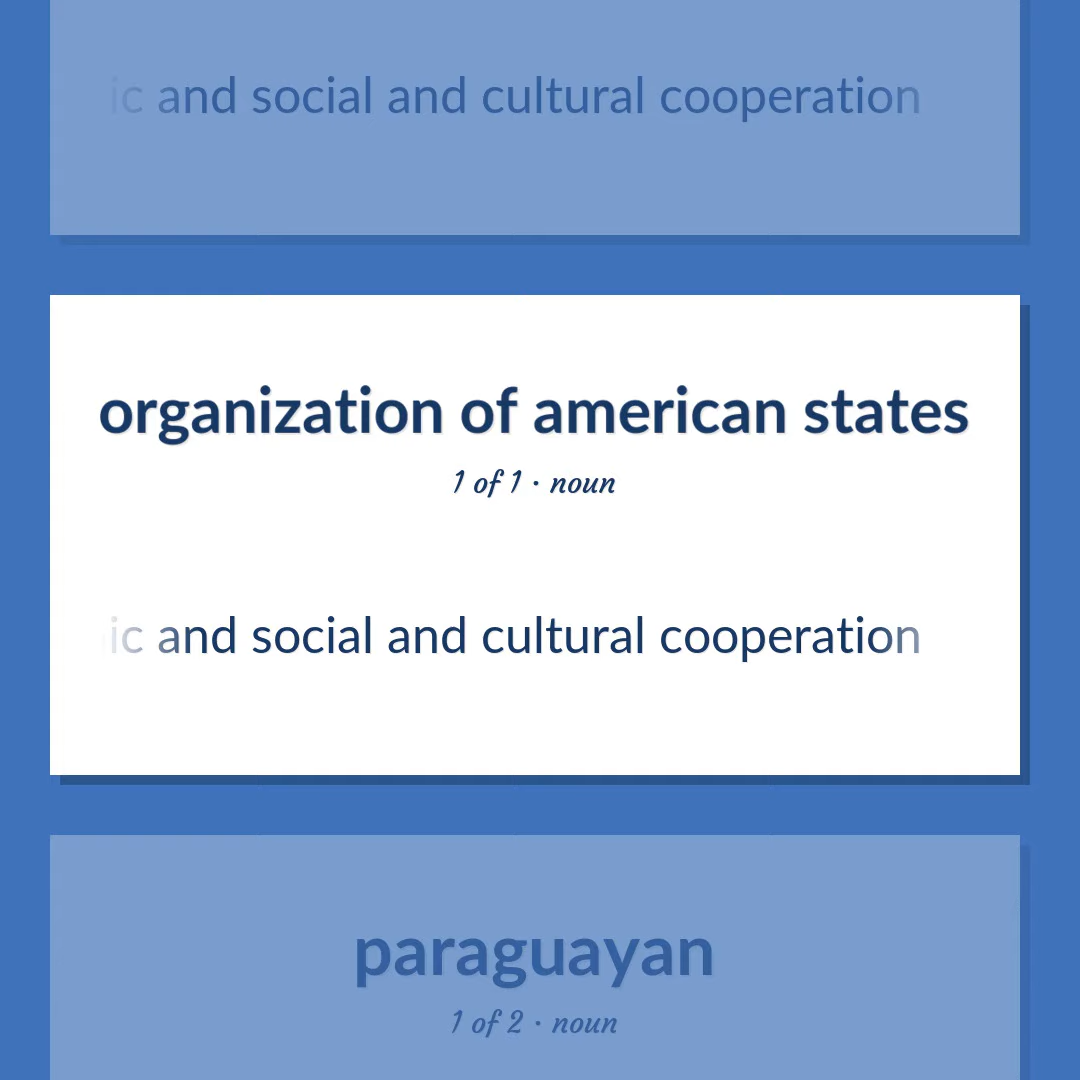 ic and social and cultural cooperation
organization of american states
1 of 1 · noun
ic and social and cultural cooperation
paraguayan
1 of 2 · noun